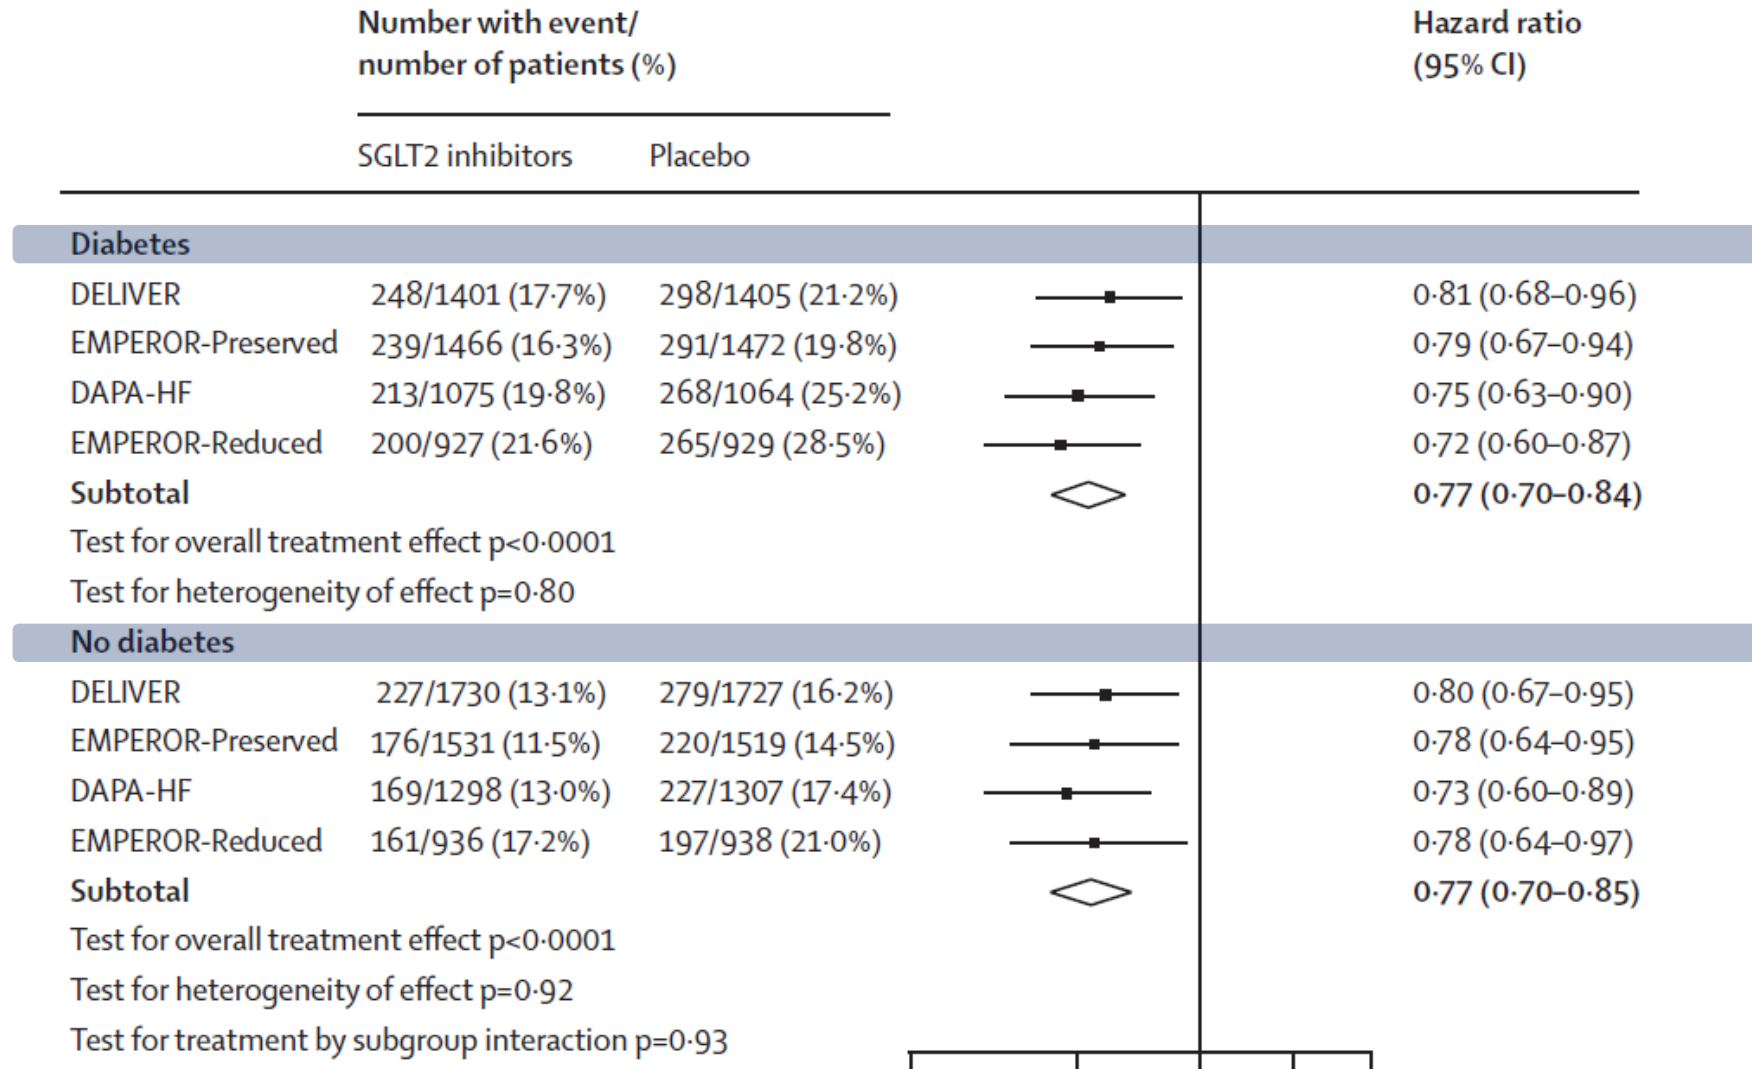 Number with event/ Hazard ratio
number of patients (%) (95% CI)
SGLT2 inhibitors Placebo
Diabetes
DELIVER 248/1401 (17·7%) 298/1405 (21·2%) 0·81 (0·68–0·96)
EMPEROR-Preserved 239/1466 (16·3%) 291/1472 (19·8%) 0·79 (0·67–0·94)
DAPA-HF 213/1075 (19·8%) 268/1064 (25·2%) 0·75 (0·63–0·90)
EMPEROR-Reduced 200/927 (21·6%) 265/929 (28·5%) 0·72 (0·60–0·87)
Subtotal 0·77 (0·70–0·84)
Test for overall treatment effect p<0·0001
Test for heterogeneity of effect p=0·80
No diabetes
DELIVER 227/1730 (13·1%) 279/1727 (16·2%) 0·80 (0·67–0·95)
EMPEROR-Preserved 176/1531 (11·5%) 220/1519 (14·5%) 0·78 (0·64–0·95)
DAPA-HF 169/1298 (13·0%) 227/1307 (17·4%) 0·73 (0·60–0·89)
EMPEROR-Reduced 161/936 (17·2%) 197/938 (21·0%) 0·78 (0·64–0·97)
Subtotal 0·77 (0·70–0·85)
Test for overall treatment effect p<0·0001
Test for heterogeneity of effect p=0·92
Test for treatment by subgroup interaction p=0·93